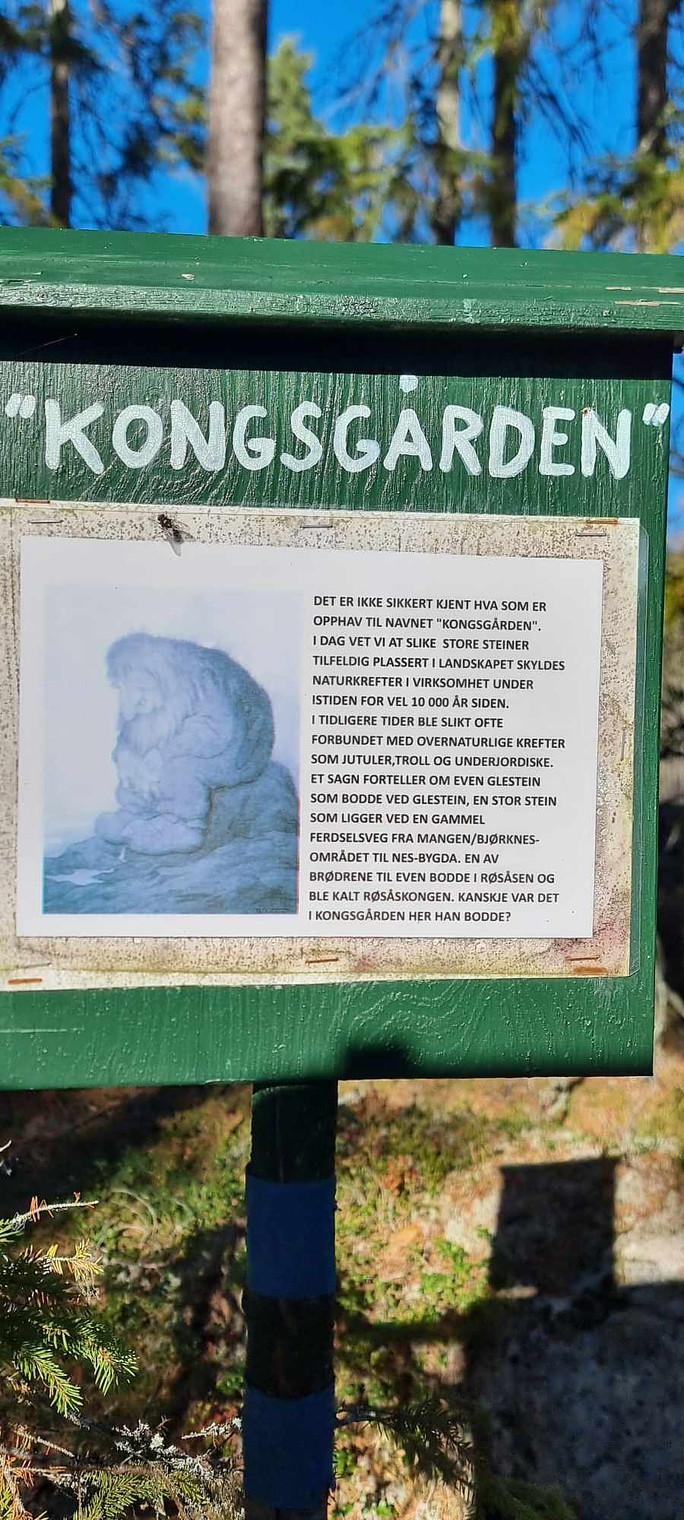 "KONGSGÅRDEN"
DET ER IKKE SIKKERT KJENT HVA SOM ER
OPPHAV TIL NAVNET "KONGSGÅRDEN".
I DAG VET VI AT SLIKE STORE STEINER
TILFELDIG PLASSERT I LANDSKAPET SKYLDES
NATURKREFTER I VIRKSOMHET UNDER
ISTIDEN FOR VEL 10 000 ÅR SIDEN.
I TIDLIGERE TIDER BLE SLIKT OFTE
FORBUNDET MED OVERNATURLIGE KREFTER
SOM JUTULER,TROLL OG UNDERJORDISKE.
ET SAGN FORTELLER OM EVEN GLESTEIN
SOM BODDE VED GLESTEIN, EN STOR STEIN
SOM LIGGER VED EN GAMMEL
FERDSELSVEG FRA MANGEN/BJØRKNES-
OMRÅDET TIL NES-BYGDA. EN AV
BRØDRENE TIL EVEN BODDE I RØSÅSEN OG
BLE KALT RØSÅSKONGEN. KANSKJE VAR DET
I KONGSGÅRDEN HER HAN BODDE?